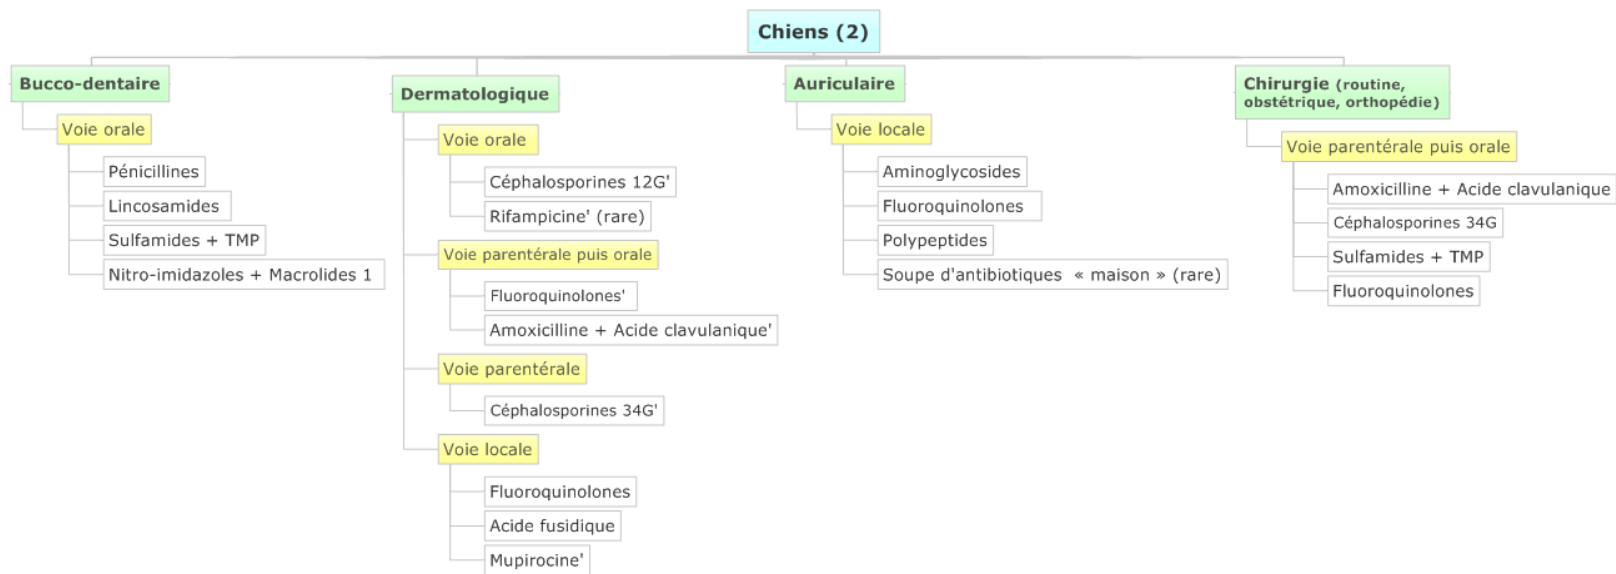 Chiens (2)
Bucco-dentaire
Voie orale
Pénicillines
Lincosamides
Sulfamides + TMP
Nitro-imidazoles + Macrolides 1
Dermatologique
Voie orale
Céphalosporines 12G'
Rifampicine' (rare)
Voie parentérale puis orale
Fluoroquinolones'
Amoxicilline + Acide clavulanique'
Voie parentérale
Céphalosporines 34G'
Voie locale
Fluoroquinolones
Acide fusidique
Mupirocine'
Auriculaire
Voie locale
Aminoglycosides
Fluoroquinolones
Polypeptides
Soupe d'antibiotiques « maison » (rare)
Chirurgie (routine,
obstétrique, orthopédie)
Voie parentérale puis orale
Amoxicilline + Acide clavulanique
Céphalosporines 34G
Sulfamides + TMP
Fluoroquinolones